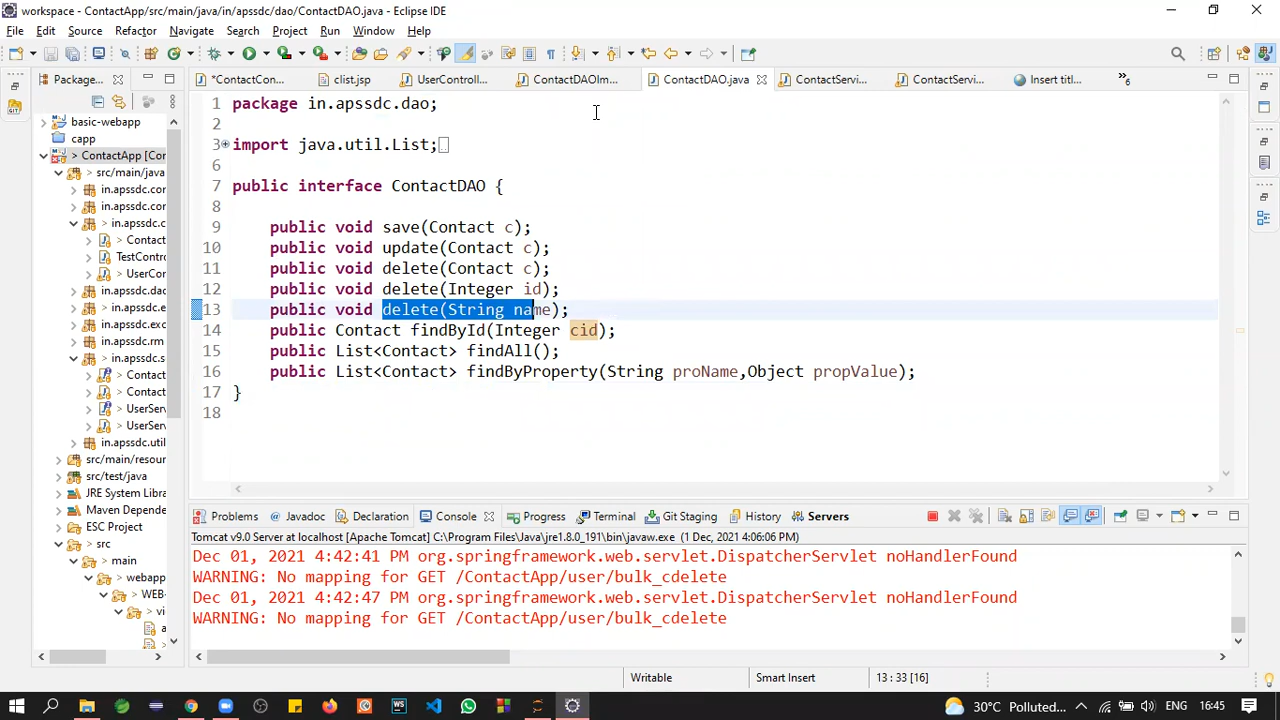 workspace - ContactApp/src/main/java/in/apssdc/dao/ContactDAO.java - Eclipse IDE
File Edit Source Refactor Navigate Search Project Run Window Help
Package...
*ContactCon... clist.jsp UserControll... ContactDAOIm... ContactDAO.java ContactServi... ContactServi... Insert titl... »6
basic-webapp
capp
> ContactApp [Con
src/main/java
in.apssdc.cor
in.apssdc.cor
in.apssdc.c
> Contact
TestContro
> UserCon
in.apssdc.dao
in.apssdc.e
in.apssdc.exc
in.apssdc.rm
in.apssdc.s
> Contact
> Contact
> UserServ
> UserServ
in.apssdc.util
src/main/resour
src/test/java
JRE System Libra
Maven Depende
ESC Project
src
main
webapp
WEB-
vi
a
1 package in.apssdc.dao;
2
3 import java.util.List;
6
7 public interface ContactDAO {
8
9 public void save(Contact c);
10 public void update(Contact c);
11 public void delete(Contact c);
12 public void delete(Integer id);
13 public void delete(String name);
14 public Contact findById(Integer cid);
15 public List<Contact> findAll();
16 public List<Contact> findByProperty(String proName,Object propValue);
17 }
18
Problems @ Javadoc Declaration Console Progress Terminal Git Staging History Servers
Tomcat v9.0 Server at localhost [Apache Tomcat] C:\Program Files\Java\jre1.8.0_191\bin\javaw.exe (1 Dec, 2021, 4:06:06 PM)
Dec 01, 2021 4:42:41 PM org.springframework.web.servlet.DispatcherServlet noHandlerFound
WARNING: No mapping for GET /ContactApp/user/bulk_cdelete
Dec 01, 2021 4:42:47 PM org.springframework.web.servlet.DispatcherServlet noHandlerFound
WARNING: No mapping for GET /ContactApp/user/bulk_cdelete
Writable Smart Insert 13 : 33 [16]
30°C Polluted... ENG 16:45